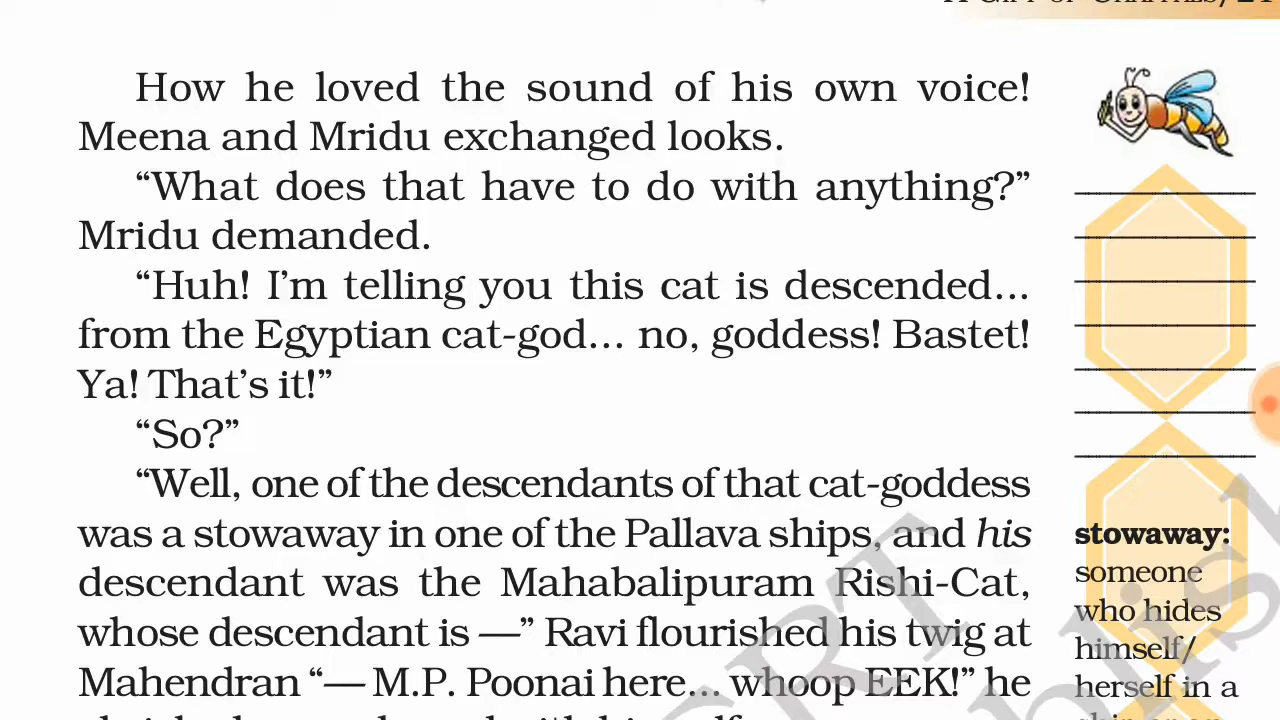 How he loved the sound of his own voice!
Meena and Mridu exchanged looks.
“What does that have to do with anything?”
Mridu demanded.
“Huh! I’m telling you this cat is descended...
from the Egyptian cat-god... no, goddess! Bastet!
Ya! That’s it!”
“So?”
“Well, one of the descendants of that cat-goddess
was a stowaway in one of the Pallava ships, and his
descendant was the Mahabalipuram Rishi-Cat,
whose descendant is —” Ravi flourished his twig at
Mahendran “— M.P. Poonai here... whoop EEK!” he
stowaway:
someone
who hides
himself/
herself in a